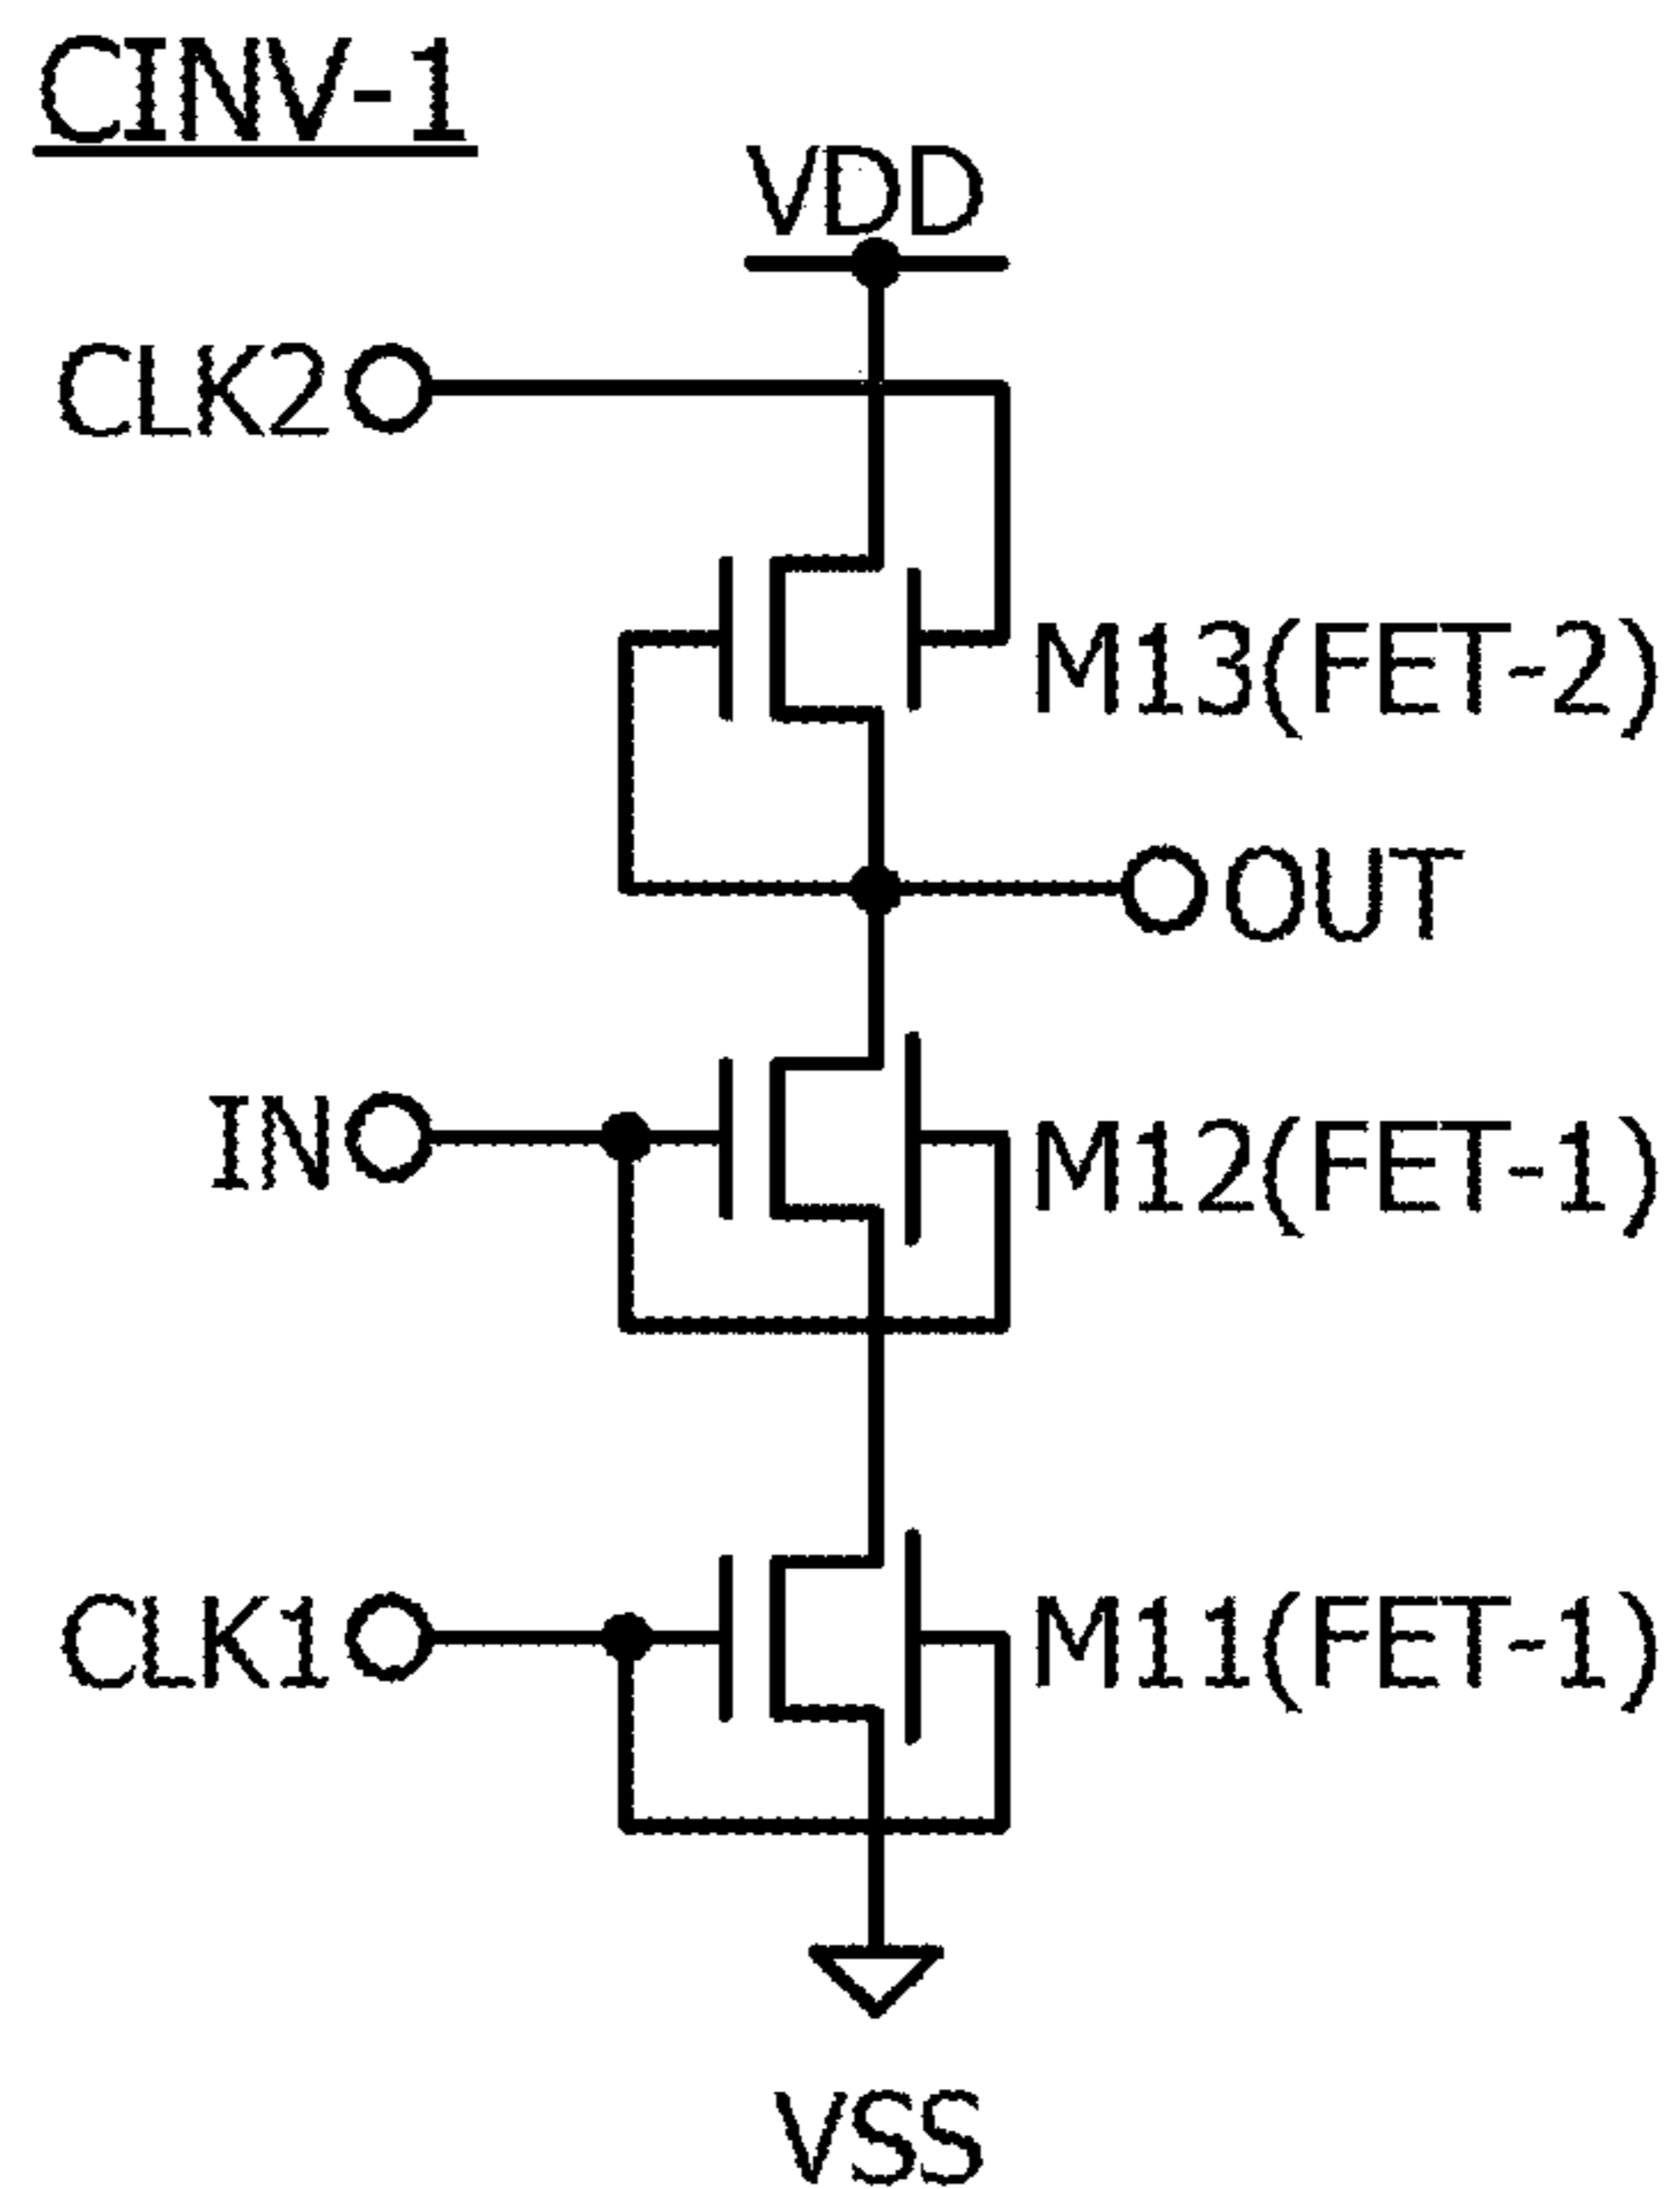 CINV-1
VDD
CLK2
M13(FET-2)
OUT
IN
M12(FET-1)
CLK1
M11(FET-1)
VSS